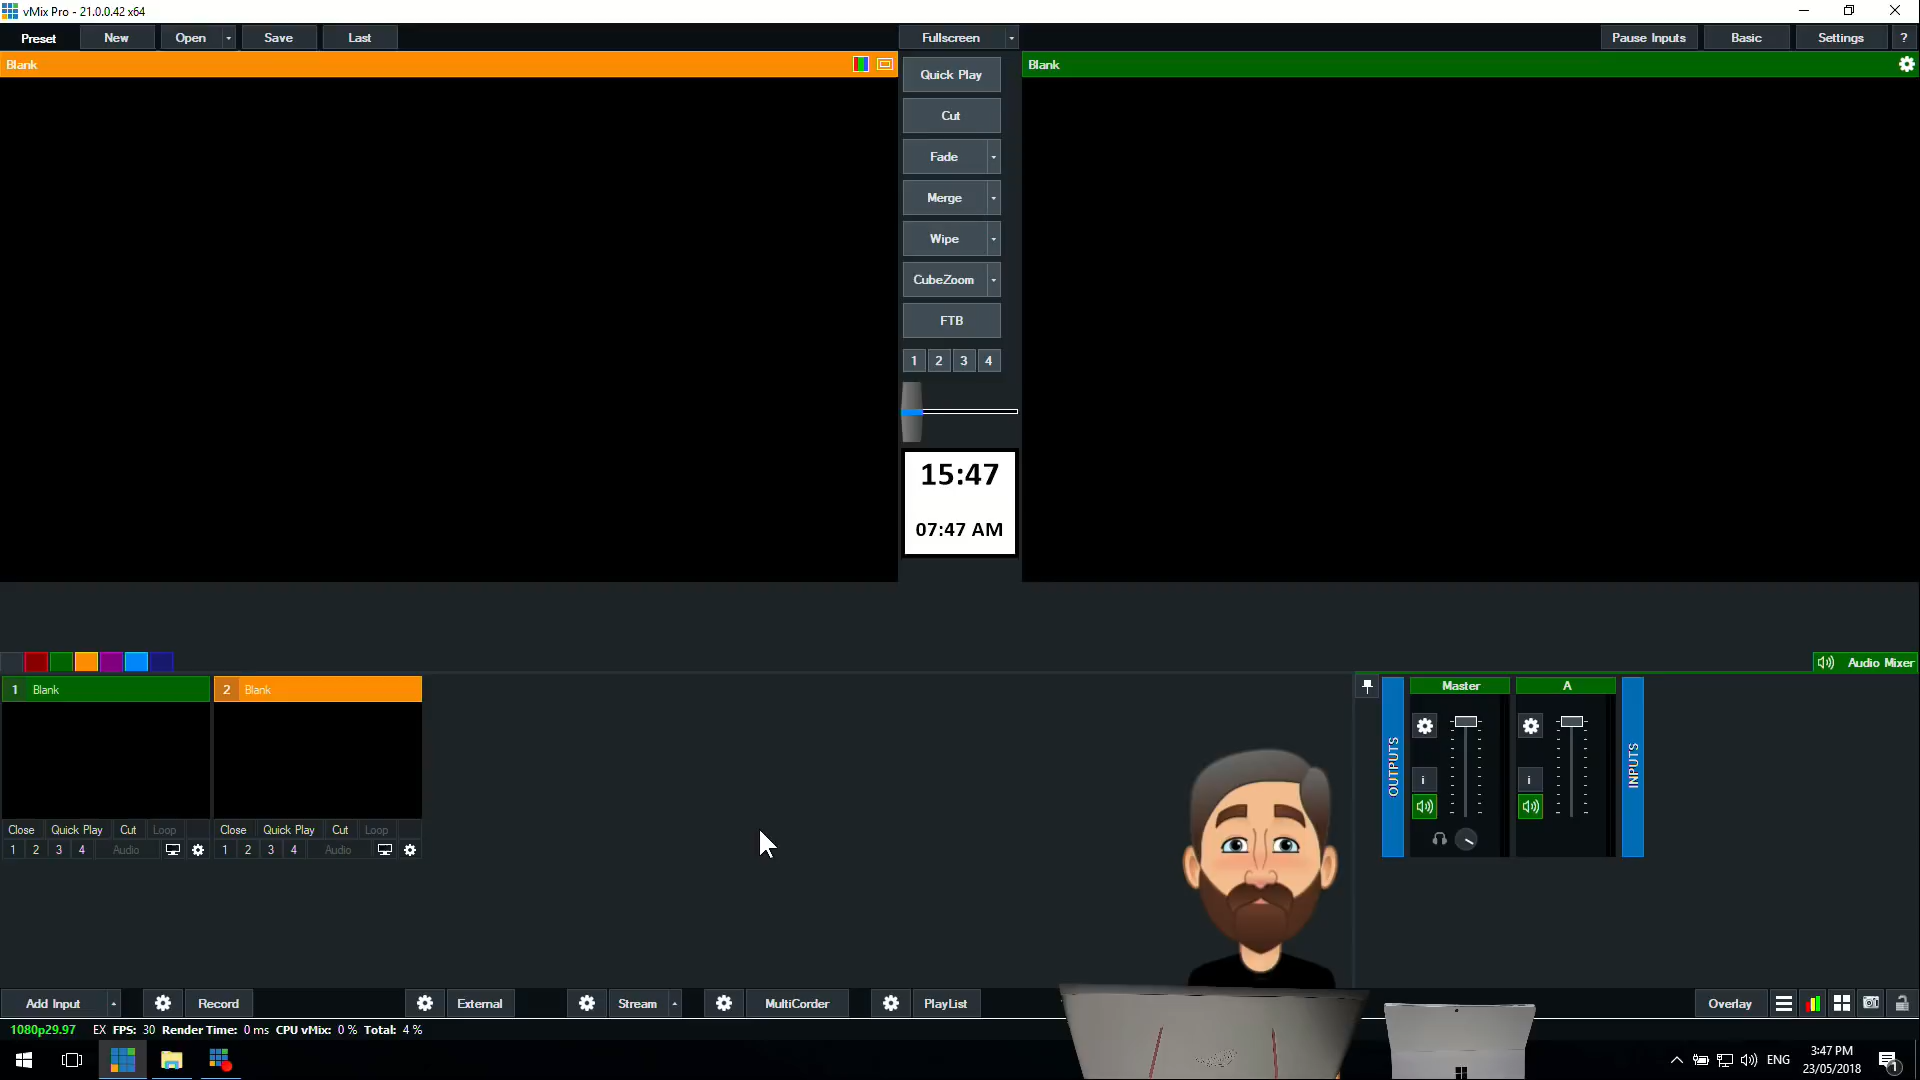 vMix Pro - 21.0.0.42 x64
Preset New Open Save Last Fullscreen Pause Inputs Basic Settings ?
Blank Blank
Quick Play
Cut
Fade
Merge
Wipe
CubeZoom
FTB
1 2 3 4
15:47
07:47 AM
Audio Mixer
1 Blank 2 Blank
Master A
OUTPUTS
INPUTS
i i
Close Quick Play Cut Loop Close Quick Play Cut Loop
1 2 3 4 Audio 1 2 3 4 Audio
Add Input Record External Stream MultiCorder PlayList Overlay
1080p29.97 EX FPS: 30 Render Time: 0 ms CPU vMix: 0 % Total: 4 %
ENG
3:47 PM
23/05/2018
1